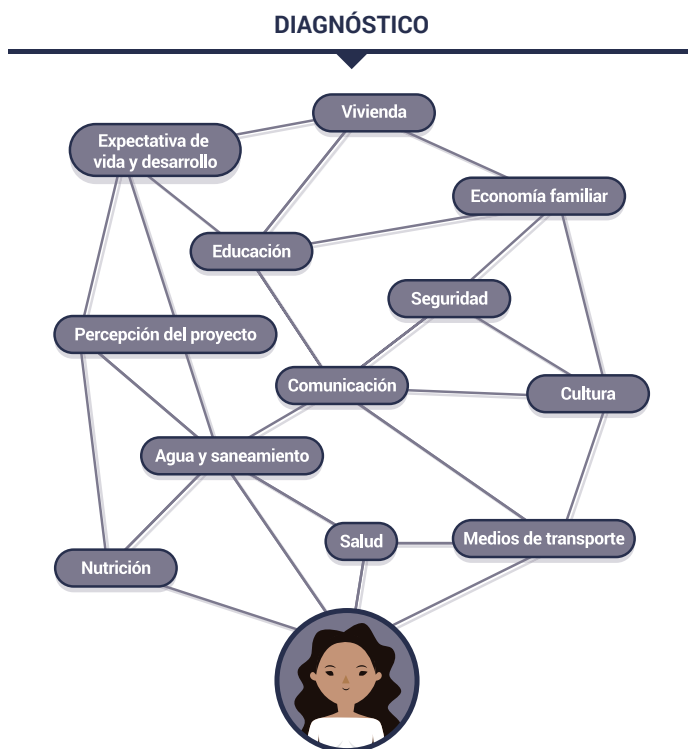 DIAGNÓSTICO
Vivienda
Expectativa de
vida y desarrollo
Economía familiar
Educación
Seguridad
Percepción del proyecto
Comunicación
Cultura
Agua y saneamiento
Salud
Medios de transporte
Nutrición